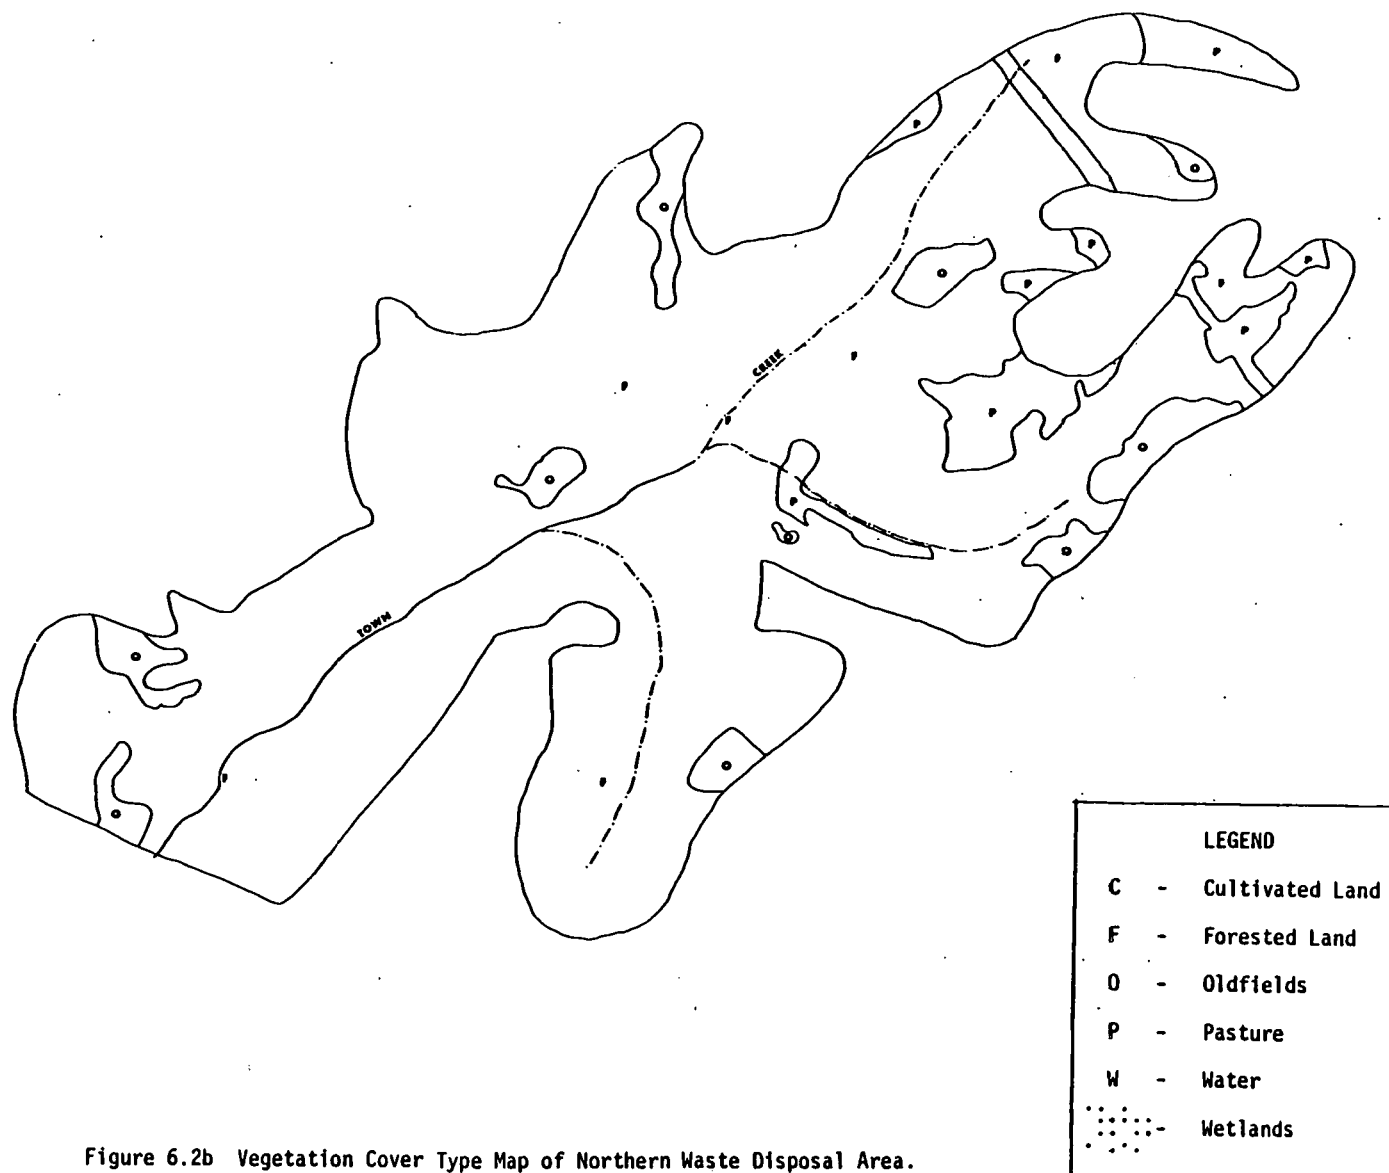 CREEK
TOWN
LEGEND
C - Cultivated Land
F - Forested Land
O - Oldfields
P - Pasture
W - Water
- Wetlands
Figure 6.2b Vegetation Cover Type Map of Northern Waste Disposal Area.